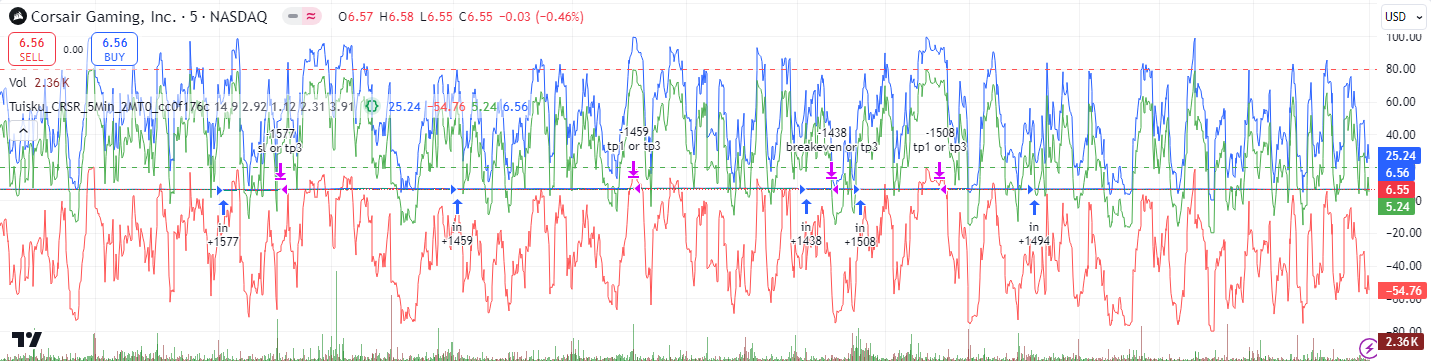 Corsair Gaming, Inc. · 5 · NASDAQ O6.57 H6.58 L6.55 C6.55 −0.03 (−0.46%)
USD
6.56 SELL
0.00
6.56 BUY
Vol 2.36 K
Tuisku_CRSR_5Min_2MT0_cc0f176c 14 9 2.92 1.12 2.31 3.91 25.24 −54.76 5.24 6.56
-1577
sl or tp3
-1459
tp1 or tp3
-1438
breakeven or tp3
-1508
tp1 or tp3
in
+1577
in
+1459
in
+1438
in
+1508
in
+1494
100.00
80.00
60.00
40.00
25.24
6.56
6.55
0
5.24
−20.00
−40.00
−54.76
−60.00
−80.00
2.36 K